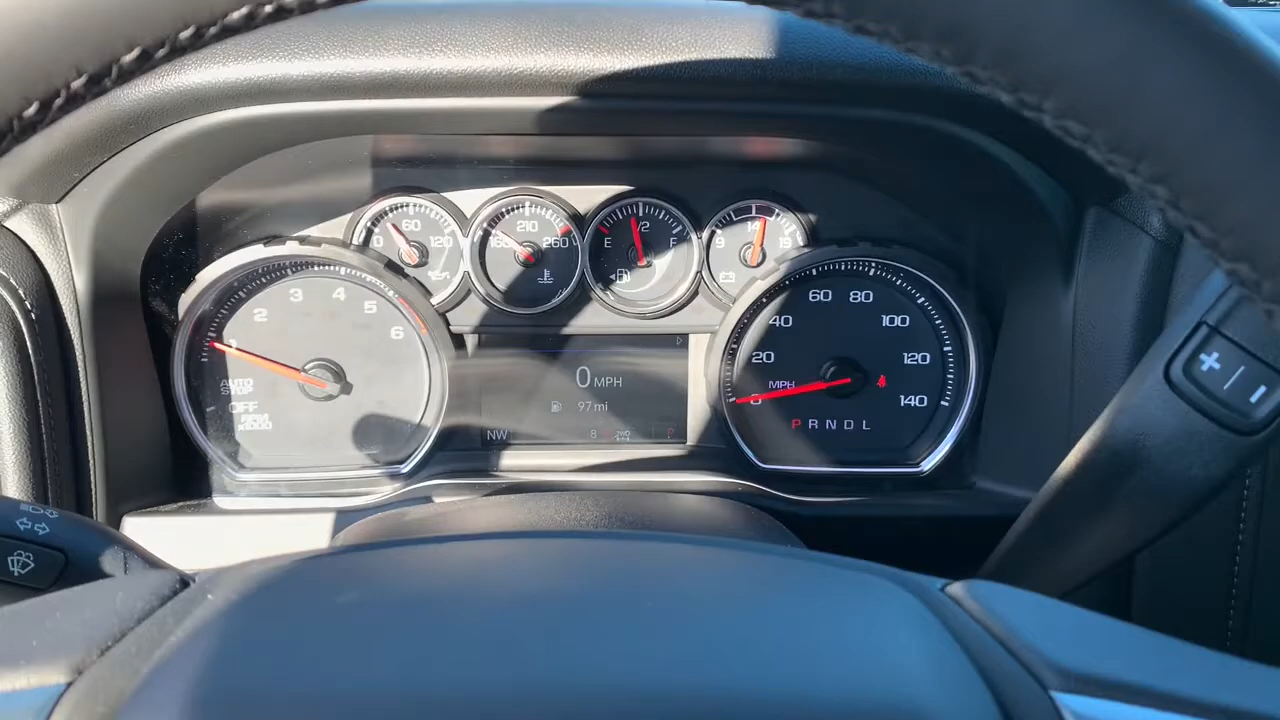 0 60 120
160 210 260
E 1/2 F
9 14 19
1 2 3 4 5 6
AUTO
STOP
OFF
RPM
x1000
0 MPH
97 mi
NW 8 2WD
0 20 40 60 80 100 120 140
MPH
P R N D L